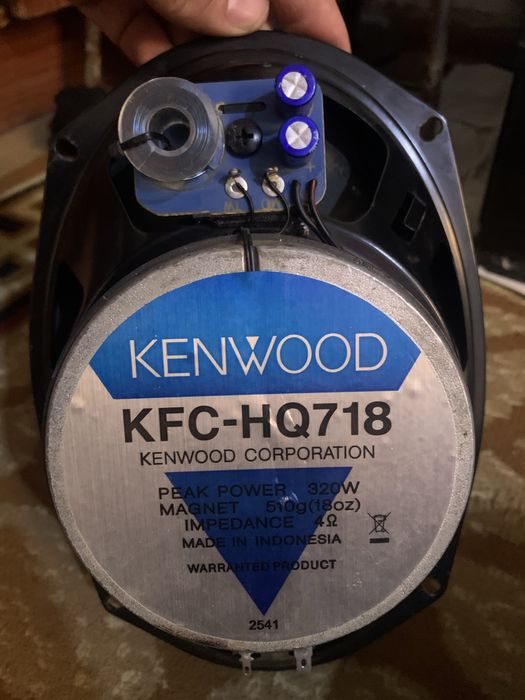 KENWOOD
KFC-HQ718
KENWOOD CORPORATION
PEAK POWER 320W
MAGNET 510g(18oz)
IMPEDANCE 4Ω
MADE IN INDONESIA
WARRANTED PRODUCT
2541